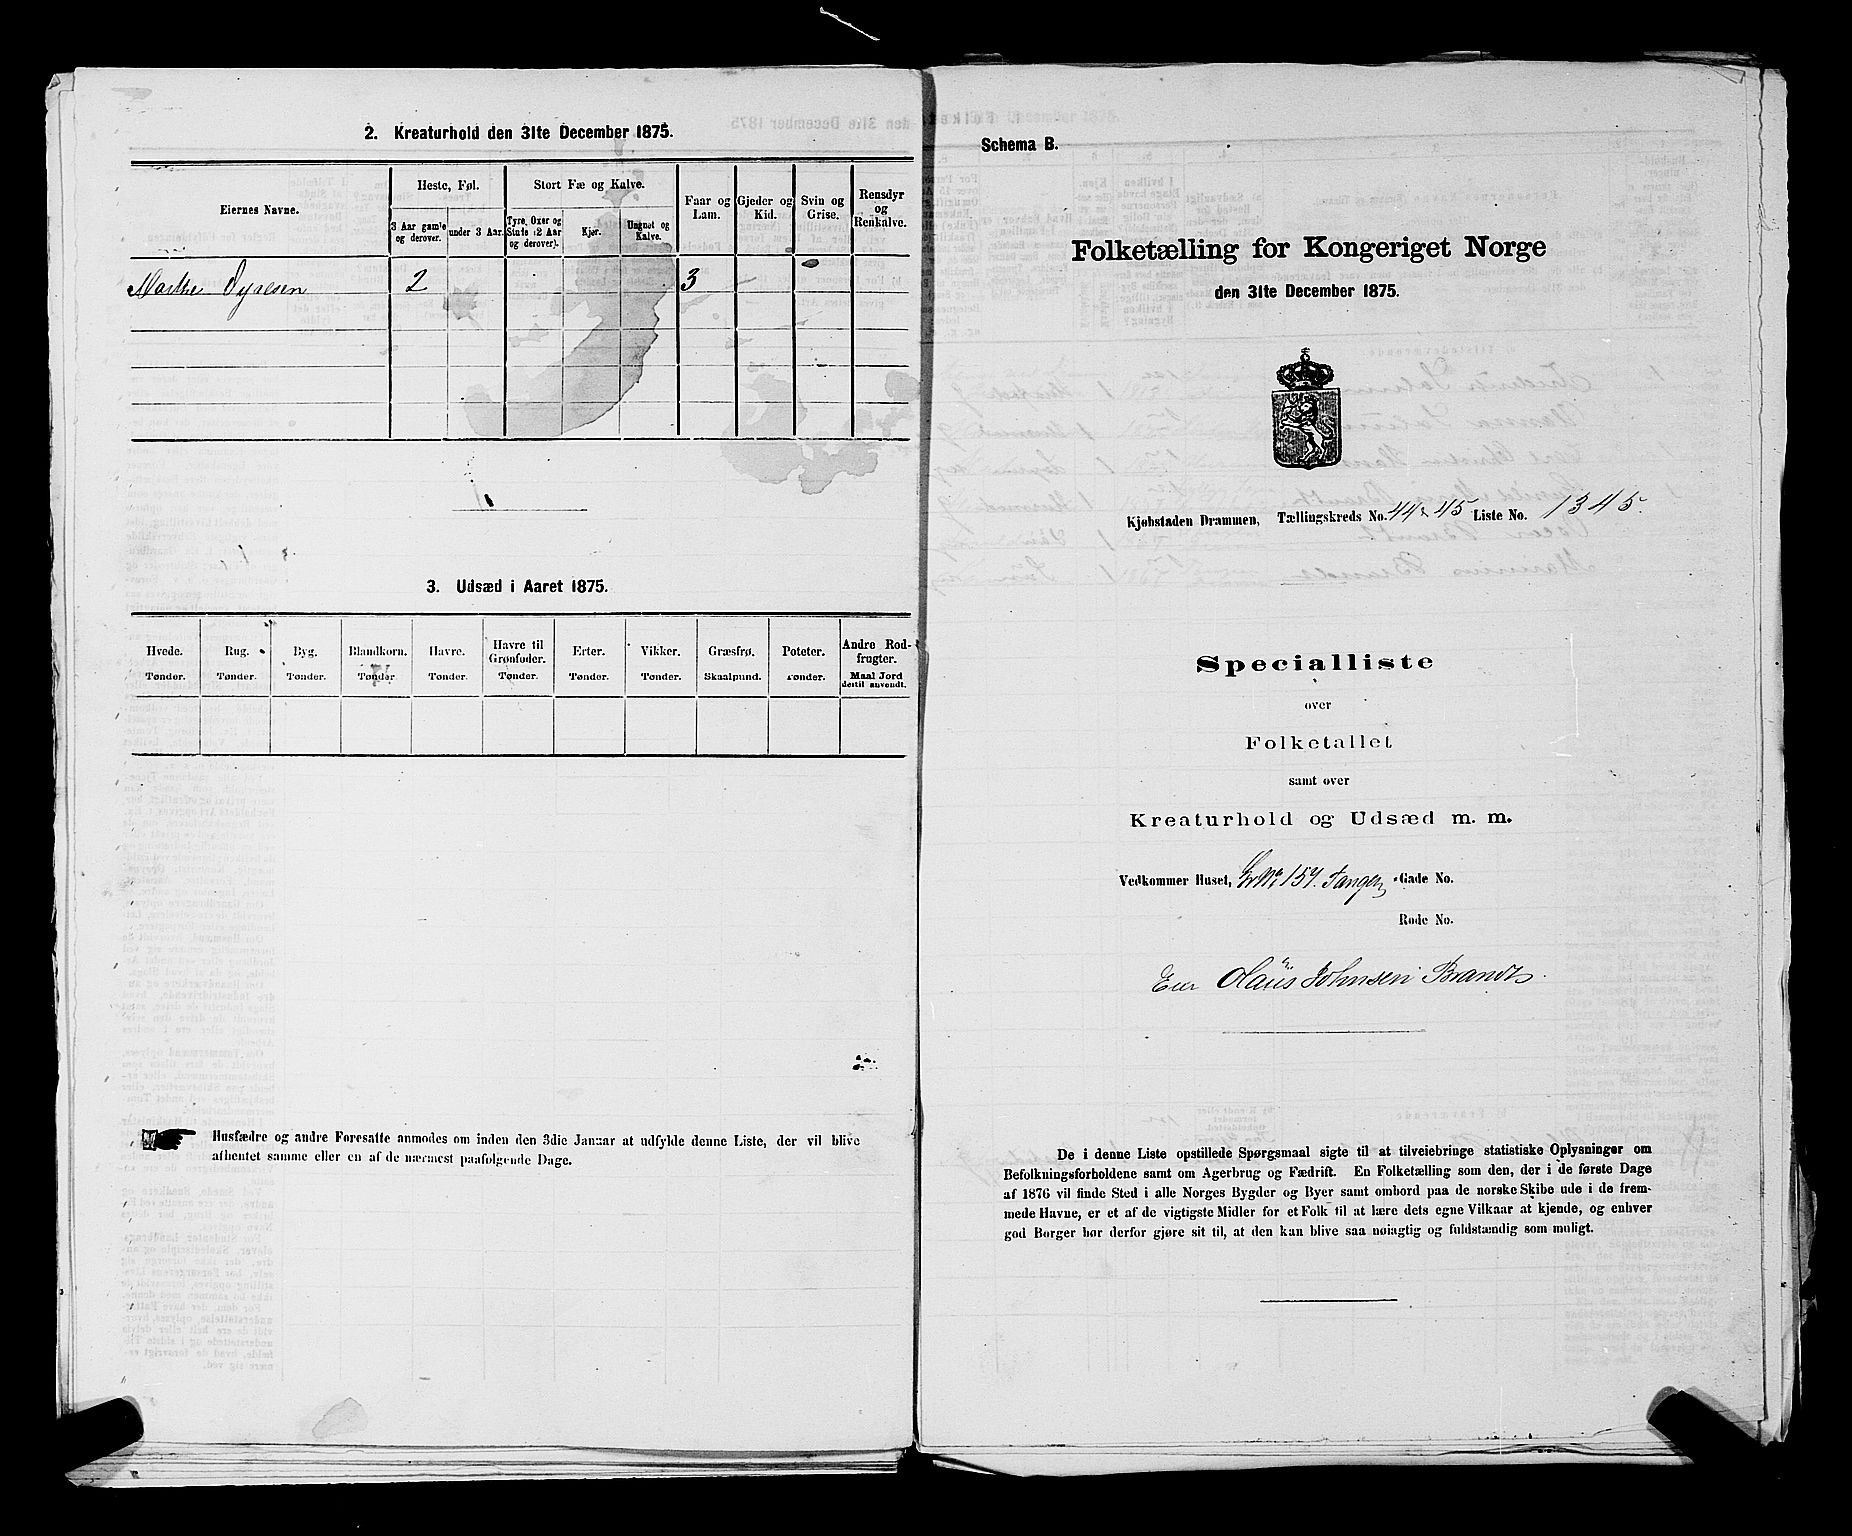 2. Kreaturhold den 31te December 1875.
Eiernes Navne.
Heste, Føl.
3 Aar gamle og derover.
under 3 Aar.
Stort Fæ og Kalve.
Tyre, Oxer og Stute (2 Aar og derover).
Kjør.
Ungnøt og Kalve.
Faar og Lam.
Gjeder og Kid.
Svin og Grise.
Rensdyr og Renkalve.
Marthe 2 3
3. Udsæd i Aaret 1875.
Hvede. Tønder.
Rug. Tønder.
Byg. Tønder.
Blandkorn. Tønder
Havre. Tønder.
Havre til Grønfoder. Tønder.
Erter. Tønder.
Vikker. Tønder.
Græsfrø. Skaalpund.
Poteter. Tønder.
Andre Rodfrugter. Maal Jord dertil anvendt.
Husfædre og andre Foresatte anmodes om inden den 3die Januar at udfylde denne Liste, der vil blive
afhentet samme eller en af de nærmest paafølgende Dage.
Schema B.
Folketælling for Kongeriget Norge
den 31te December 1875.
Kjøbstaden Drammen, Tællingskreds No. 44 & 45 Liste No. 1345.
Specialliste
over
Folketallet
samt over
Kreaturhold og Udsæd m. m.
Vedkommer Huset, Gr No 157. Tangen -Gade No.
Rode No.
Eier Olaus Johnsen Brandt.
De i denne Liste opstillede Spørgsmaal sigte til at tilveiebringe statistiske Oplysninger om
Befolkningsforholdene samt om Agerbrug og Fædrift. En Folketælling som den, der i de første Dage
af 1876 vil finde Sted i alle Norges Bygder og Byer samt ombord paa de norske Skibe ude i de frem-
mede Havne, er et af de vigtigste Midler for et Folk til at lære dets egne Vilkaar at kjende, og enhver
god Borger bør derfor gjøre sit til, at den kan blive saa nøiagtig og fuldstændig som muligt.